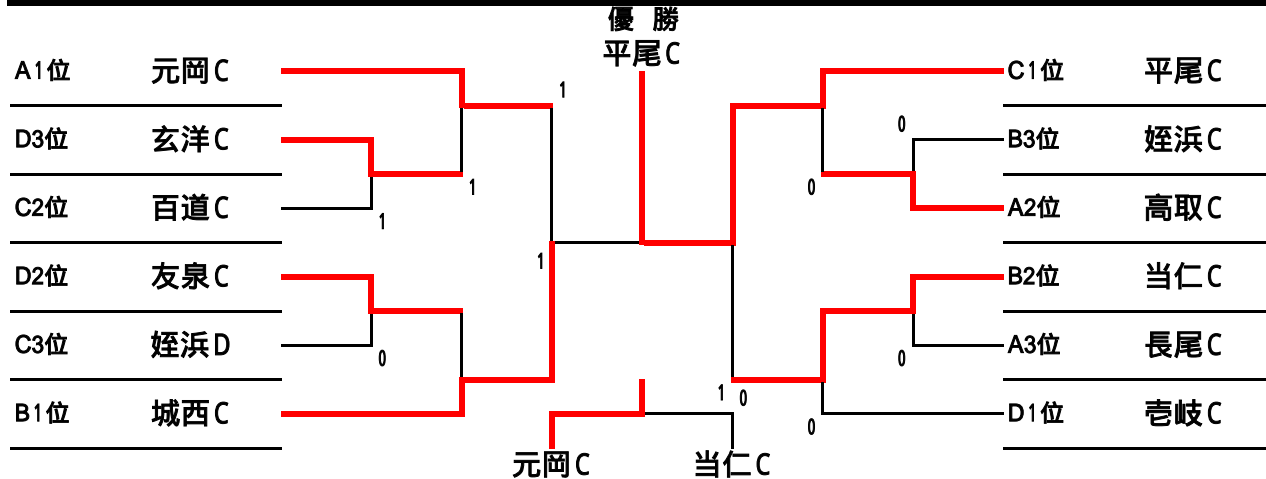 優 勝
平尾C
A1位 元岡C
C1位 平尾C
1
D3位 玄洋C
0
B3位 姪浜C
1
0
C2位 百道C
A2位 高取C
1
1
D2位 友泉C
B2位 当仁C
C3位 姪浜D
0
0
A3位 長尾C
1
0
B1位 城西C
0
D1位 壱岐C
元岡C
当仁C